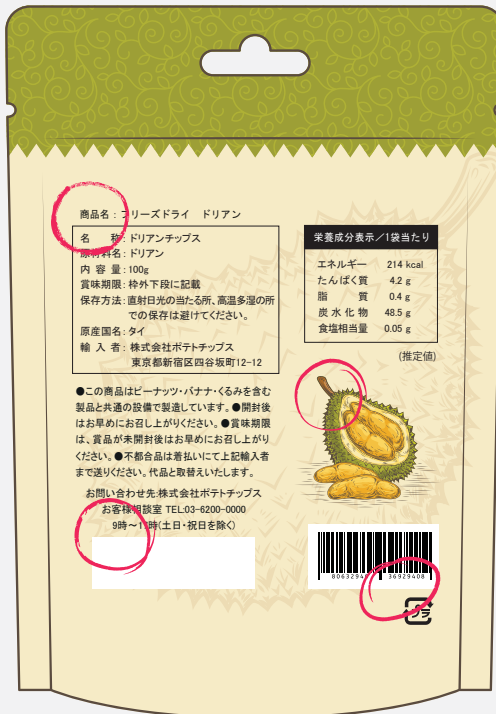 商品名：フリーズドライ　ドリアン
名　　称：ドリアンチップス
原材料名：ドリアン
内 容 量：100g
賞味期限：枠外下段に記載
保存方法：直射日光の当たる所、高温多湿の所
での保存は避けてください。
原産国名：タイ
輸 入 者：株式会社ポテトチップス
東京都新宿区四谷坂町12-12
栄養成分表示／1袋当たり
エネルギー　214 kcal
たんぱく質　4.2 g
脂　　質　0.4 g
炭水化物　48.5 g
食塩相当量　0.05 g
(推定値)
●この商品はピーナッツ・バナナ・くるみを含む
製品と共通の設備で製造しています。●開封後
はお早めにお召し上がりください。●賞味期限
は、賞品が未開封後はお早めにお召し上がり
ください。●不都合品は着払いにて上記輸入者
まで送りください。代品と取替えいたします。
お問い合わせ先:株式会社ポテトチップス
お客様相談室 TEL:03-6200-0000
9時～1時(土日・祝日を除く)
8063294 36929408
プラ